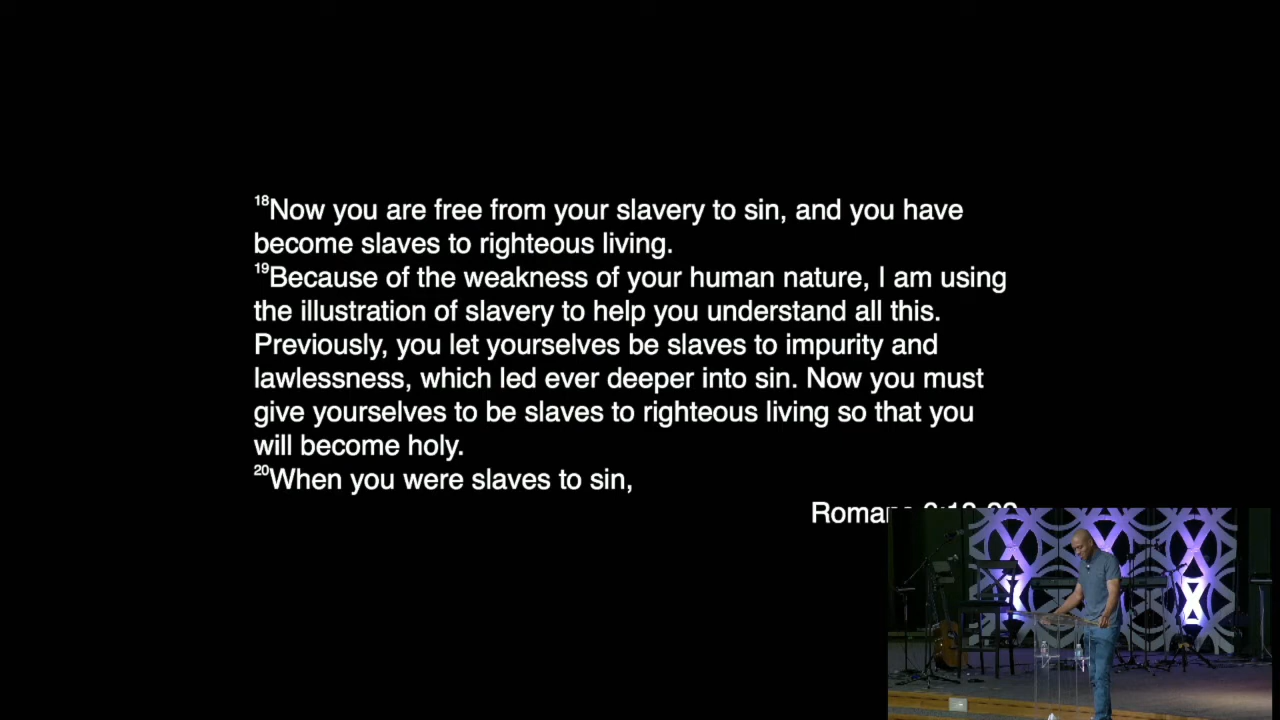 18Now you are free from your slavery to sin, and you have
become slaves to righteous living.
19Because of the weakness of your human nature, I am using
the illustration of slavery to help you understand all this.
Previously, you let yourselves be slaves to impurity and
lawlessness, which led ever deeper into sin. Now you must
give yourselves to be slaves to righteous living so that you
will become holy.
20When you were slaves to sin,